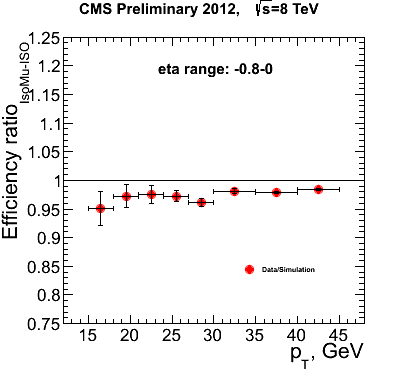 CMS Preliminary 2012, √s=8 TeV
Efficiency ratio IsoMu-ISO
1.25
1.2
1.15
1.1
1.05
1
0.95
0.9
0.85
0.8
0.75
eta range: -0.8-0
Data/Simulation
15 20 25 30 35 40 45
p_T, GeV